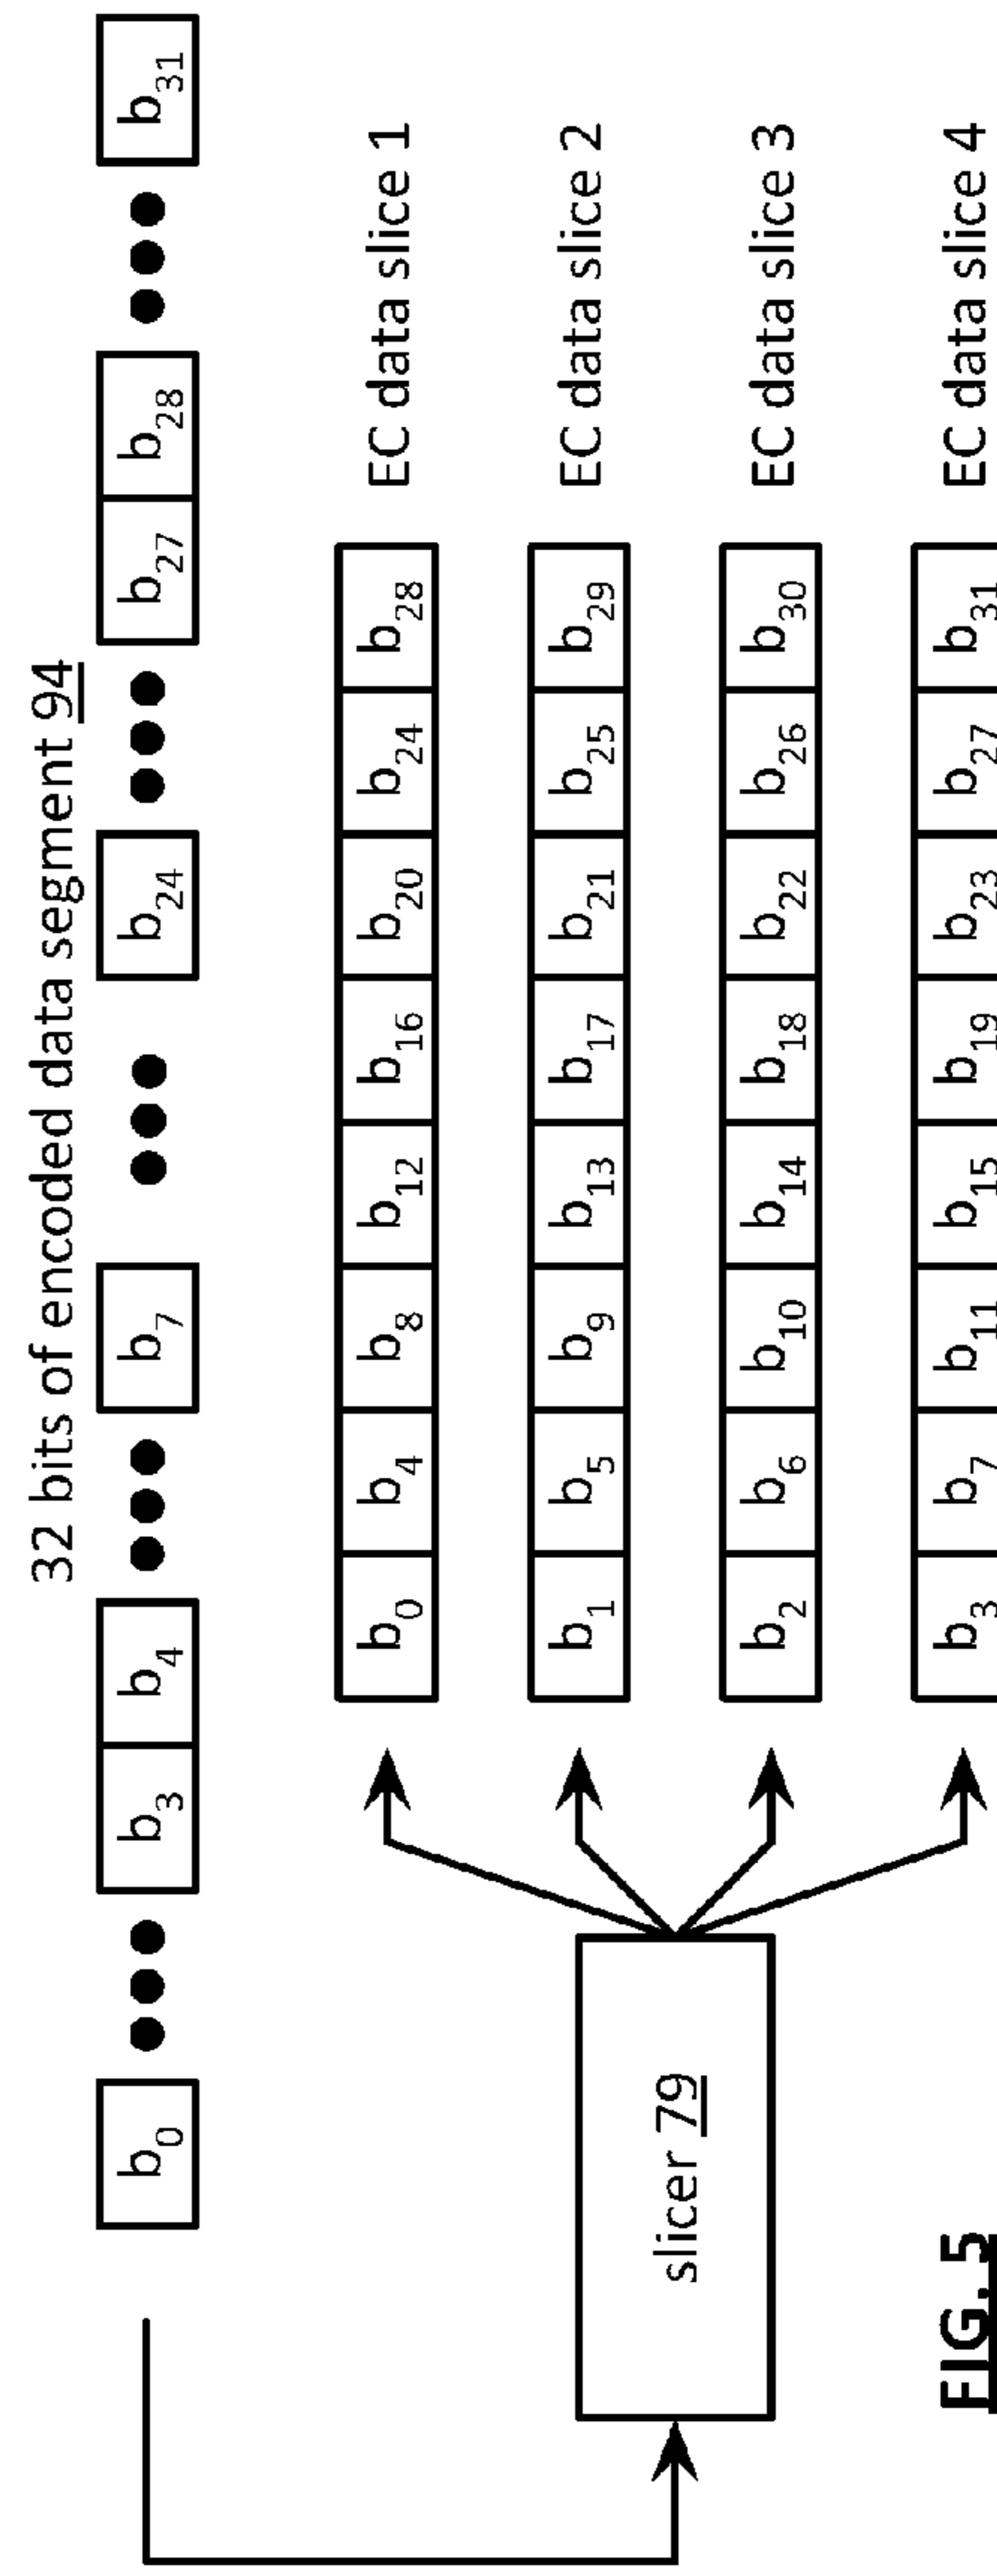 32 bits of encoded data segment 94
b0 ●●● b3 b4 ●●● b7 ●●● b24 ●●● b27 b28 ●●● b31
b0 b4 b8 b12 b16 b20 b24 b28 EC data slice 1
b1 b5 b9 b13 b17 b21 b25 b29 EC data slice 2
slicer 79
b2 b6 b10 b14 b18 b22 b26 b30 EC data slice 3
b3 b7 b11 b15 b19 b23 b27 b31 EC data slice 4
FIG. 5